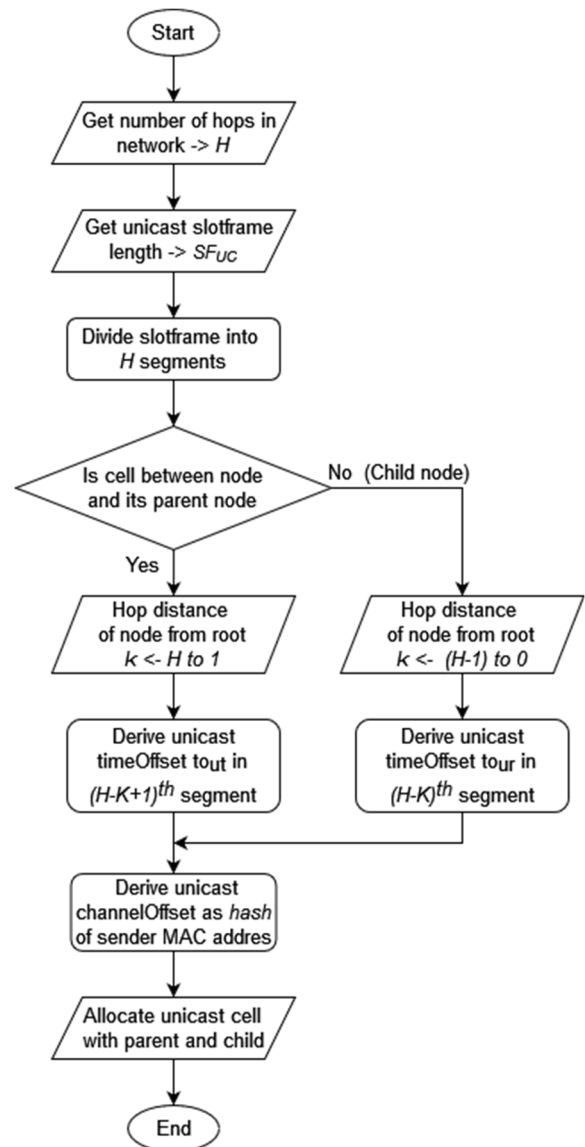 Start
Get number of hops in
network -> H
Get unicast slotframe
length -> SFUC
Divide slotframe into
H segments
Is cell between node
and its parent node
No (Child node)
Yes
Hop distance
of node from root
k <- H to 1
Hop distance
of node from root
k <- (H-1) to 0
Derive unicast
timeOffset tout in
(H-K+1)th segment
Derive unicast
timeOffset tour in
(H-K)th segment
Derive unicast
channelOffset as hash
of sender MAC addres
Allocate unicast cell
with parent and child
End